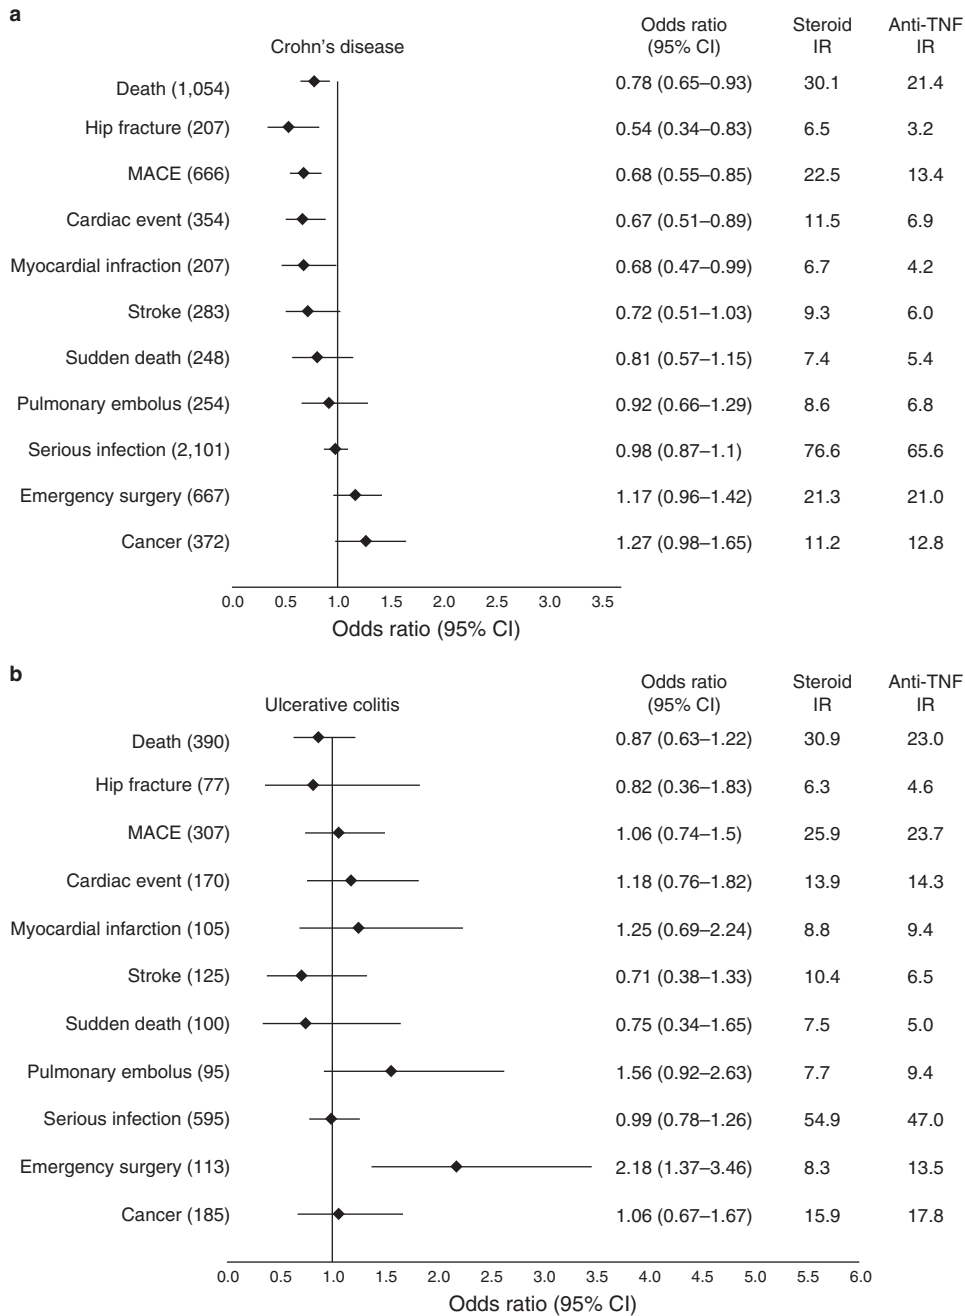 a
Crohn's disease
Odds ratio
(95% CI)
Steroid
IR
Anti-TNF
IR
Death (1,054) 0.78 (0.65–0.93) 30.1 21.4
Hip fracture (207) 0.54 (0.34–0.83) 6.5 3.2
MACE (666) 0.68 (0.55–0.85) 22.5 13.4
Cardiac event (354) 0.67 (0.51–0.89) 11.5 6.9
Myocardial infraction (207) 0.68 (0.47–0.99) 6.7 4.2
Stroke (283) 0.72 (0.51–1.03) 9.3 6.0
Sudden death (248) 0.81 (0.57–1.15) 7.4 5.4
Pulmonary embolus (254) 0.92 (0.66–1.29) 8.6 6.8
Serious infection (2,101) 0.98 (0.87–1.1) 76.6 65.6
Emergency surgery (667) 1.17 (0.96–1.42) 21.3 21.0
Cancer (372) 1.27 (0.98–1.65) 11.2 12.8
0.0 0.5 1.0 1.5 2.0 2.5 3.0 3.5
Odds ratio (95% CI)
b
Ulcerative colitis
Odds ratio
(95% CI)
Steroid
IR
Anti-TNF
IR
Death (390) 0.87 (0.63–1.22) 30.9 23.0
Hip fracture (77) 0.82 (0.36–1.83) 6.3 4.6
MACE (307) 1.06 (0.74–1.5) 25.9 23.7
Cardiac event (170) 1.18 (0.76–1.82) 13.9 14.3
Myocardial infarction (105) 1.25 (0.69–2.24) 8.8 9.4
Stroke (125) 0.71 (0.38–1.33) 10.4 6.5
Sudden death (100) 0.75 (0.34–1.65) 7.5 5.0
Pulmonary embolus (95) 1.56 (0.92–2.63) 7.7 9.4
Serious infection (595) 0.99 (0.78–1.26) 54.9 47.0
Emergency surgery (113) 2.18 (1.37–3.46) 8.3 13.5
Cancer (185) 1.06 (0.67–1.67) 15.9 17.8
0.0 0.5 1.0 1.5 2.0 2.5 3.0 3.5 4.0 4.5 5.0 5.5 6.0
Odds ratio (95% CI)